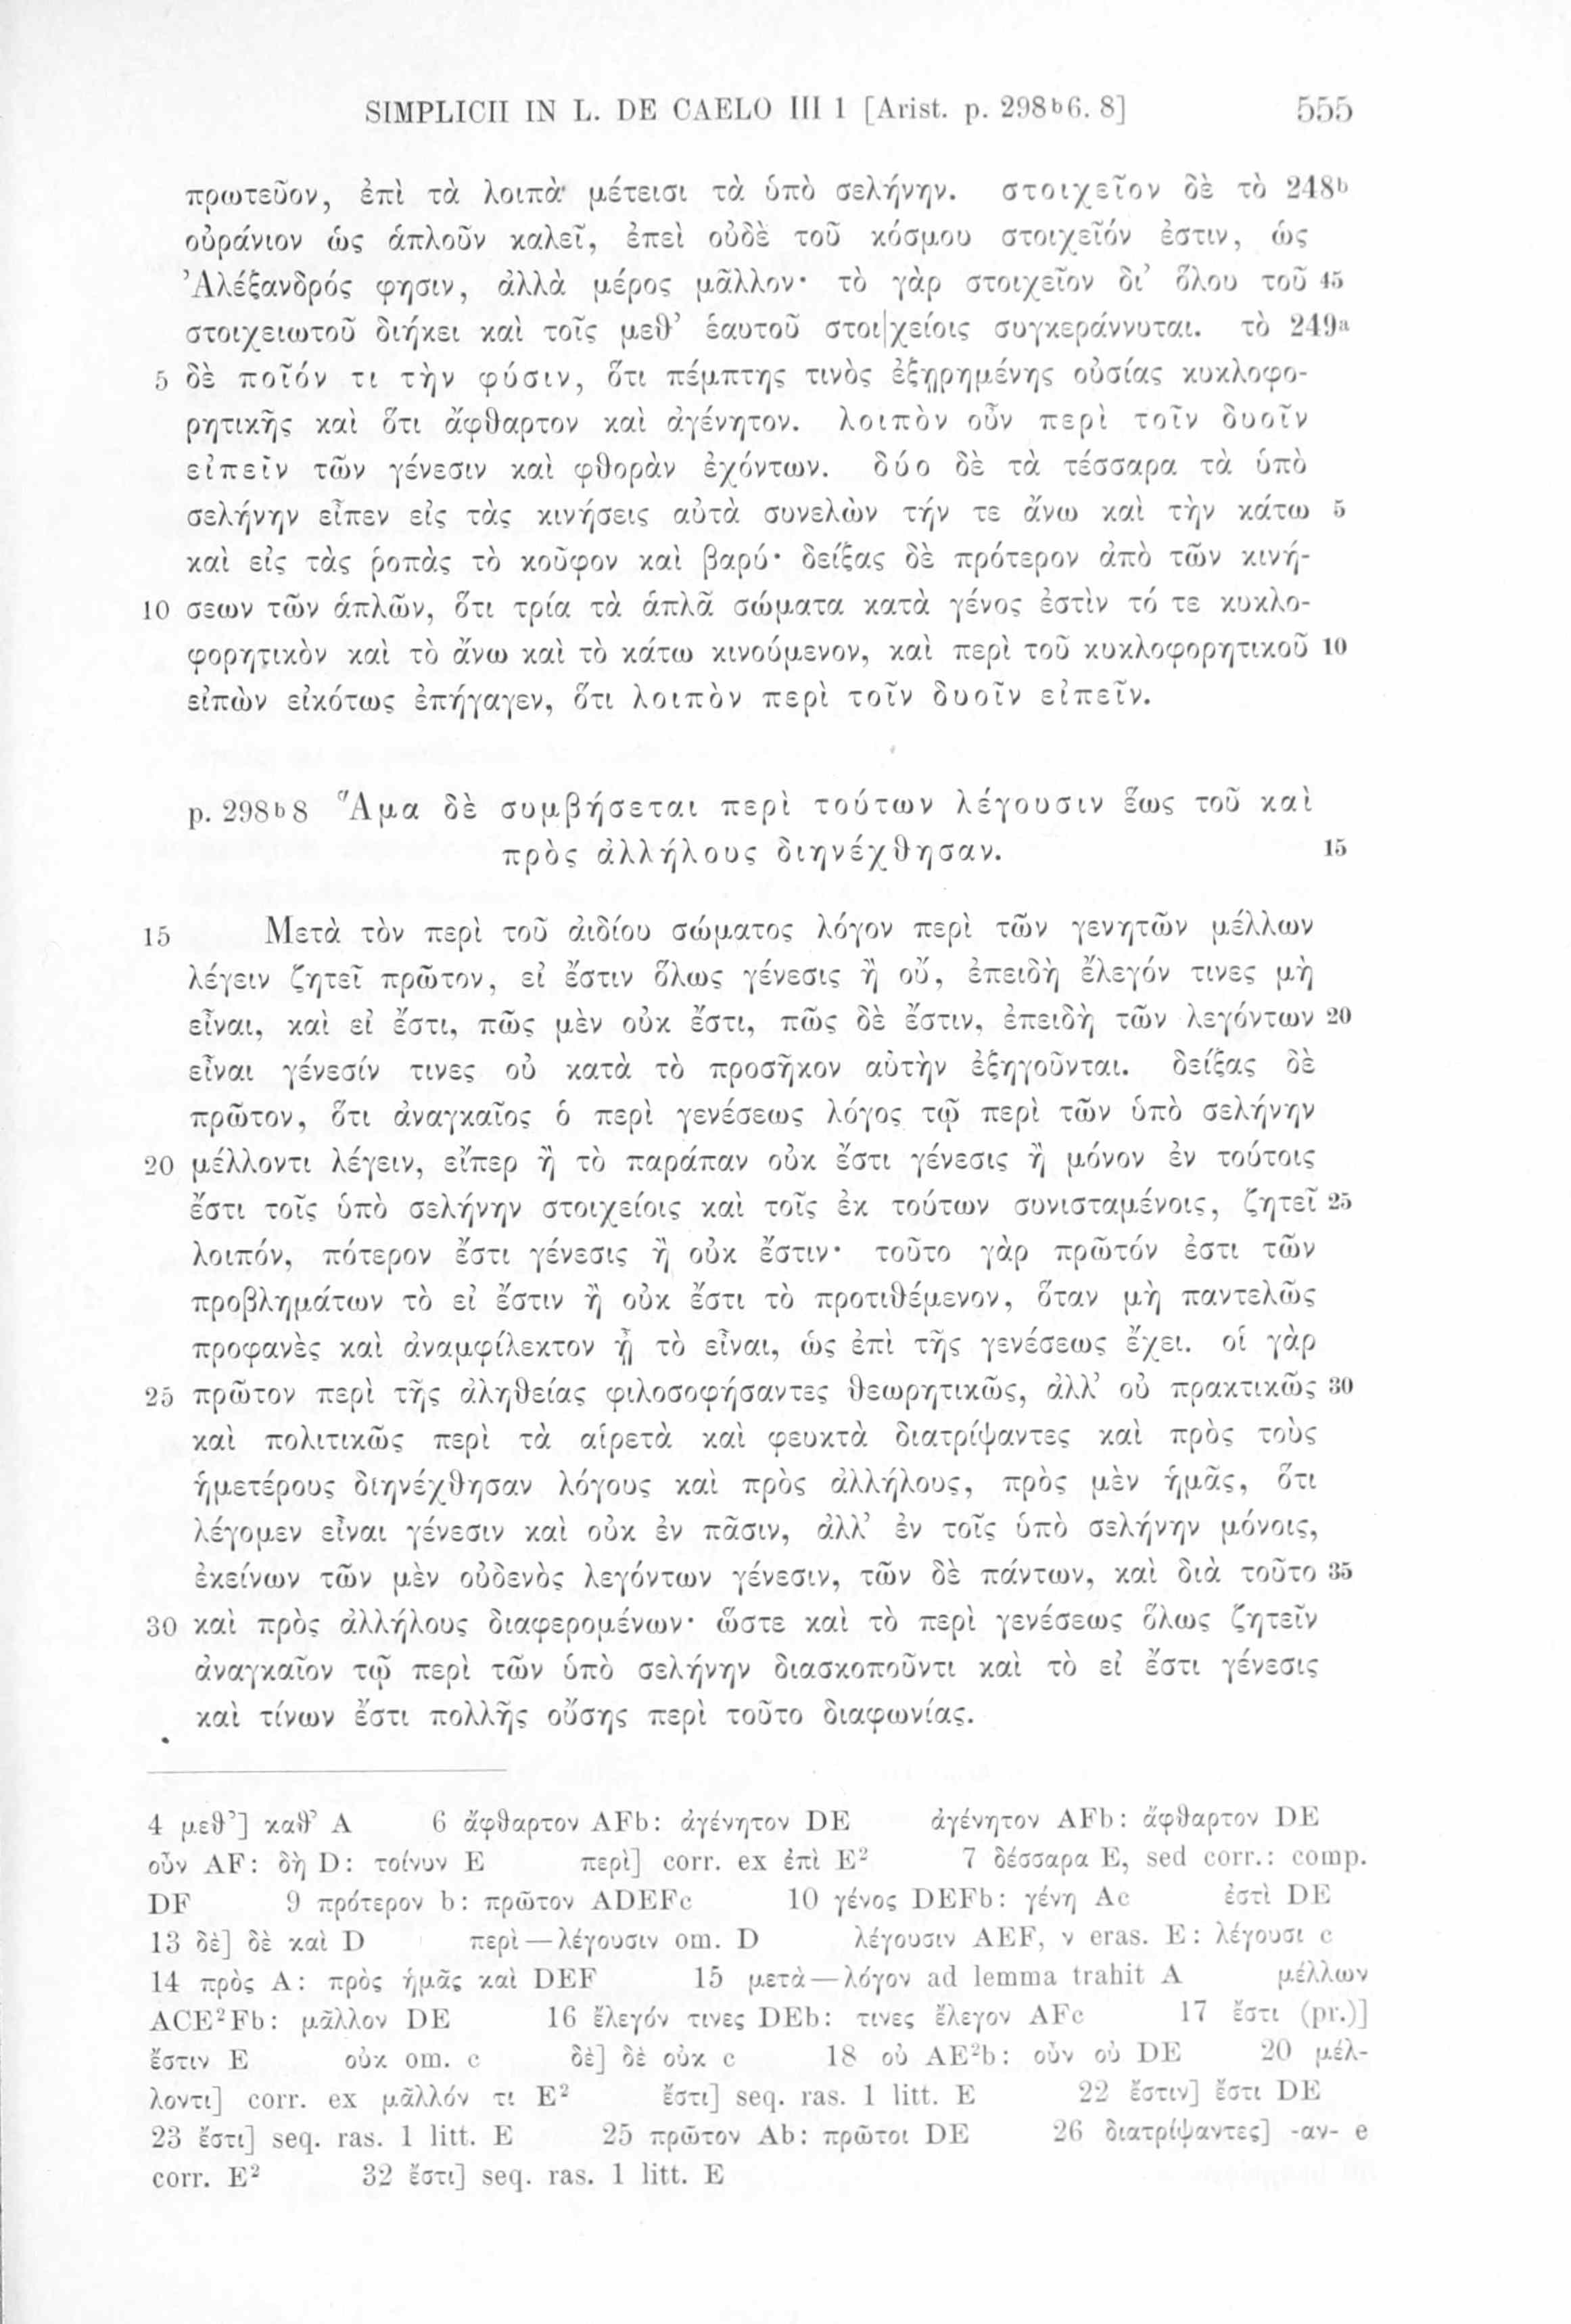 SIMPLICII IN L. DE CAELO III 1 [Arist. p. 298ᵇ6. 8] 555
πρωτεῦον, ἐπὶ τὰ λοιπὰ μέτεισι τὰ ὑπὸ σελήνην. στοιχεῖον δὲ τὸ 248ᵇ
οὐράνιον ὡς ἁπλοῦν καλεῖ, ἐπεὶ οὐδὲ τοῦ κόσμου στοιχεῖόν ἐστιν, ὡς
Ἀλέξανδρός φησιν, ἀλλὰ μέρος μᾶλλον· τὸ γὰρ στοιχεῖον δι’ ὅλου τοῦ 45
στοιχειωτοῦ διήκει καὶ τοῖς μεθ’ ἑαυτοῦ στοι|χείοις συγκεράννυται. τὸ 249ᵃ
5 δὲ ποῖόν τι τὴν φύσιν, ὅτι πέμπτης τινὸς ἐξῃρημένης οὐσίας κυκλοφο-
ρητικῆς καὶ ὅτι ἄφθαρτον καὶ ἀγένητον. λοιπὸν οὖν περὶ τοῖν δυοῖν
εἰπεῖν τῶν γένεσιν καὶ φθορὰν ἐχόντων. δύο δὲ τὰ τέσσαρα τὰ ὑπὸ
σελήνην εἶπεν εἰς τὰς κινήσεις αὐτὰ συνελὼν τήν τε ἄνω καὶ τὴν κάτω 5
καὶ εἰς τὰς ῥοπὰς τὸ κοῦφον καὶ βαρύ· δείξας δὲ πρότερον ἀπὸ τῶν κινή-
10 σεων τῶν ἁπλῶν, ὅτι τρία τὰ ἁπλᾶ σώματα κατὰ γένος ἐστὶν τό τε κυκλο-
φορητικὸν καὶ τὸ ἄνω καὶ τὸ κάτω κινούμενον, καὶ περὶ τοῦ κυκλοφορητικοῦ 10
εἰπὼν εἰκότως ἐπήγαγεν, ὅτι λοιπὸν περὶ τοῖν δυοῖν εἰπεῖν.
p. 298ᵇ8 Ἅμα δὲ συμβήσεται περὶ τούτων λέγουσιν ἕως τοῦ καὶ
πρὸς ἀλλήλους διηνέχθησαν. 15
15 Μετὰ τὸν περὶ τοῦ ἀιδίου σώματος λόγον περὶ τῶν γενητῶν μέλλων
λέγειν ζητεῖ πρῶτον, εἰ ἔστιν ὅλως γένεσις ἢ οὔ, ἐπειδὴ ἔλεγόν τινες μὴ
εἶναι, καὶ εἰ ἔστι, πῶς μὲν οὐκ ἔστι, πῶς δὲ ἔστιν, ἐπειδὴ τῶν λεγόντων 20
εἶναι γένεσίν τινες οὐ κατὰ τὸ προσῆκον αὐτὴν ἐξηγοῦνται. δείξας δὲ
πρῶτον, ὅτι ἀναγκαῖος ὁ περὶ γενέσεως λόγος τῷ περὶ τῶν ὑπὸ σελήνην
20 μέλλοντι λέγειν, εἴπερ ἢ τὸ παράπαν οὐκ ἔστι γένεσις ἢ μόνον ἐν τούτοις
ἔστι τοῖς ὑπὸ σελήνην στοιχείοις καὶ τοῖς ἐκ τούτων συνισταμένοις, ζητεῖ 25
λοιπόν, πότερον ἔστι γένεσις ἢ οὐκ ἔστιν· τοῦτο γὰρ πρῶτόν ἐστι τῶν
προβλημάτων τὸ εἰ ἔστιν ἢ οὐκ ἔστι τὸ προτιθέμενον, ὅταν μὴ παντελῶς
προφανὲς καὶ ἀναμφίλεκτον ᾖ τὸ εἶναι, ὡς ἐπὶ τῆς γενέσεως ἔχει. οἱ γὰρ
25 πρῶτον περὶ τῆς ἀληθείας φιλοσοφήσαντες θεωρητικῶς, ἀλλ’ οὐ πρακτικῶς 30
καὶ πολιτικῶς περὶ τὰ αἱρετὰ καὶ φευκτὰ διατρίψαντες καὶ πρὸς τοὺς
ἡμετέρους διηνέχθησαν λόγους καὶ πρὸς ἀλλήλους, πρὸς μὲν ἡμᾶς, ὅτι
λέγομεν εἶναι γένεσιν καὶ οὐκ ἐν πᾶσιν, ἀλλ’ ἐν τοῖς ὑπὸ σελήνην μόνοις,
ἐκείνων τῶν μὲν οὐδενὸς λεγόντων γένεσιν, τῶν δὲ πάντων, καὶ διὰ τοῦτο 35
30 καὶ πρὸς ἀλλήλους διαφερομένων· ὥστε καὶ τὸ περὶ γενέσεως ὅλως ζητεῖν
ἀναγκαῖον τῷ περὶ τῶν ὑπὸ σελήνην διασκοποῦντι καὶ τὸ εἰ ἔστι γένεσις
καὶ τίνων ἔστι πολλῆς οὔσης περὶ τοῦτο διαφωνίας.
4 μεθ’] καθ’ A 6 ἄφθαρτον AFb: ἀγένητον DE ἀγένητον AFb: ἄφθαρτον DE
οὖν AF: δὴ D: τοίνυν E περὶ] corr. ex ἐπὶ E² 7 δέσσαρα E, sed corr.: comp.
DF 9 πρότερον b: πρῶτον ADEFc 10 γένος DEFb: γένη Ac ἐστὶ DE
13 δὲ] δὲ καὶ D περὶ—λέγουσιν om. D λέγουσιν AEF, ν eras. E: λέγουσι c
14 πρὸς A: πρὸς ἡμᾶς καὶ DEF 15 μετὰ—λόγον ad lemma trahit A μέλλων
ACE²Fb: μᾶλλον DE 16 ἔλεγόν τινες DEb: τινες ἔλεγον AFc 17 ἔστι (pr.)]
ἔστιν E οὐκ om. c δὲ] δὲ οὐκ c 18 οὐ AE²b: οὖν οὐ DE 20 μέλ-
λοντι] corr. ex μᾶλλόν τι E² ἔστι] seq. ras. 1 litt. E 22 ἔστιν] ἔστι DE
23 ἔστι] seq. ras. 1 litt. E 25 πρῶτον Ab: πρῶτοι DE 26 διατρίψαντες] -αν- e
corr. E² 32 ἔστι] seq. ras. 1 litt. E